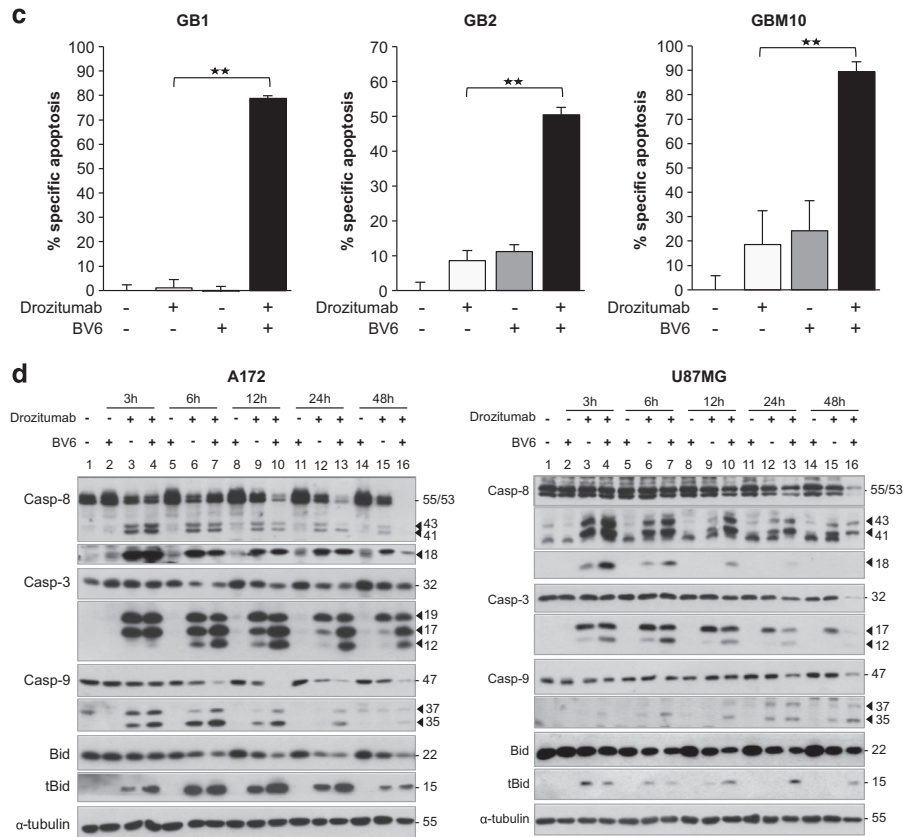 c
GB1
% specific apoptosis
100
90
80
70
60
50
40
30
20
10
0
★★
Drozitumab - + - +
BV6 - - + +
GB2
% specific apoptosis
70
60
50
40
30
20
10
0
★★
Drozitumab - + - +
BV6 - - + +
GBM10
% specific apoptosis
100
90
80
70
60
50
40
30
20
10
0
★★
Drozitumab - + - +
BV6 - - + +
d
A172
3h 6h 12h 24h 48h
Drozitumab - - + + - + + - + + - + + - + +
BV6 - + - + + - + + - + + - + + - +
1 2 3 4 5 6 7 8 9 10 11 12 13 14 15 16
Casp-8 - 55/53
◄ 43
◄ 41
◄ 18
Casp-3 - 32
◄ 19
◄ 17
◄ 12
Casp-9 - 47
◄ 37
◄ 35
Bid - 22
tBid - 15
α-tubulin - 55
U87MG
3h 6h 12h 24h 48h
Drozitumab - - + + - + + - + + - + + - + +
BV6 - + - + + - + + - + + - + + - +
1 2 3 4 5 6 7 8 9 10 11 12 13 14 15 16
Casp-8 - 55/53
◄ 43
◄ 41
◄ 18
Casp-3 - 32
◄ 17
◄ 12
Casp-9 - 47
◄ 37
◄ 35
Bid - 22
tBid - 15
α-tubulin - 55